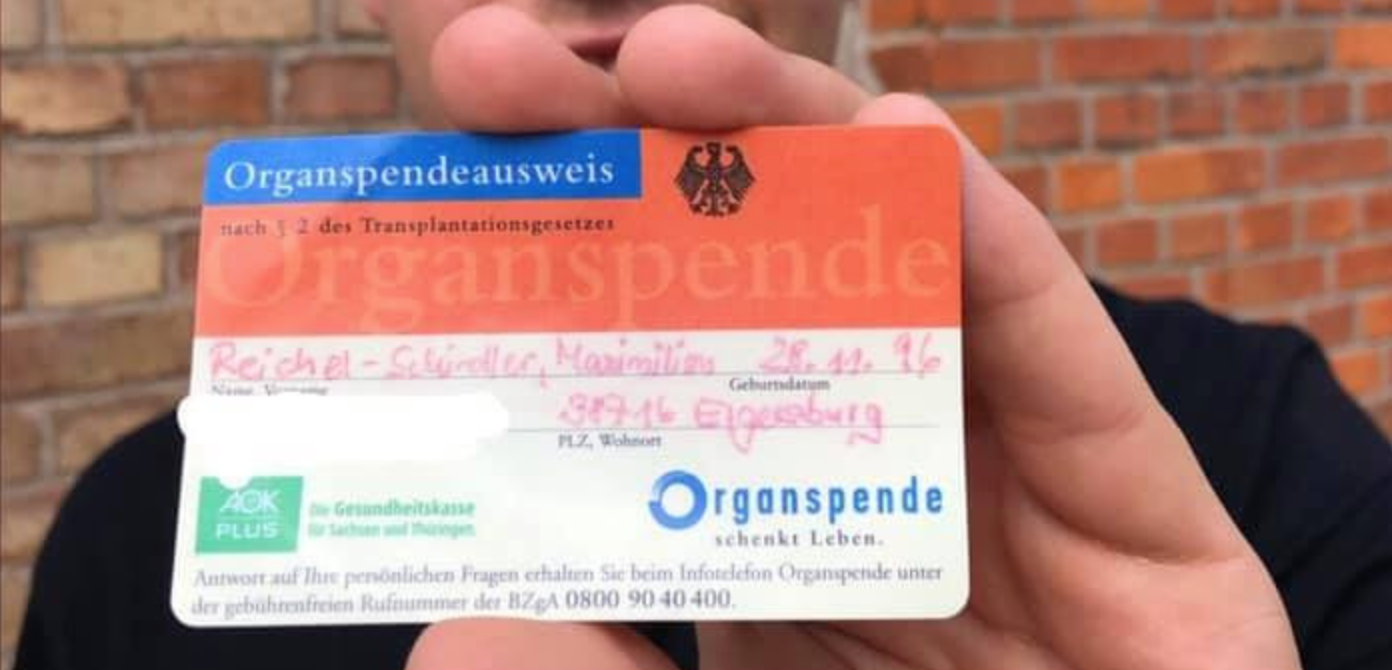 Organspendeausweis
nach § 2 des Transplantationsgesetzes
Organspende
Reichel-Schindler, Maximilian 28.11.96
Name, Vorname Geburtsdatum
98716 Elgersburg
PLZ, Wohnort
AOK PLUS
Die Gesundheitskasse
für Sachsen und Thüringen.
Organspende
schenkt Leben.
Antwort auf Ihre persönlichen Fragen erhalten Sie beim Infotelefon Organspende unter
der gebührenfreien Rufnummer der BZgA 0800 90 40 400.